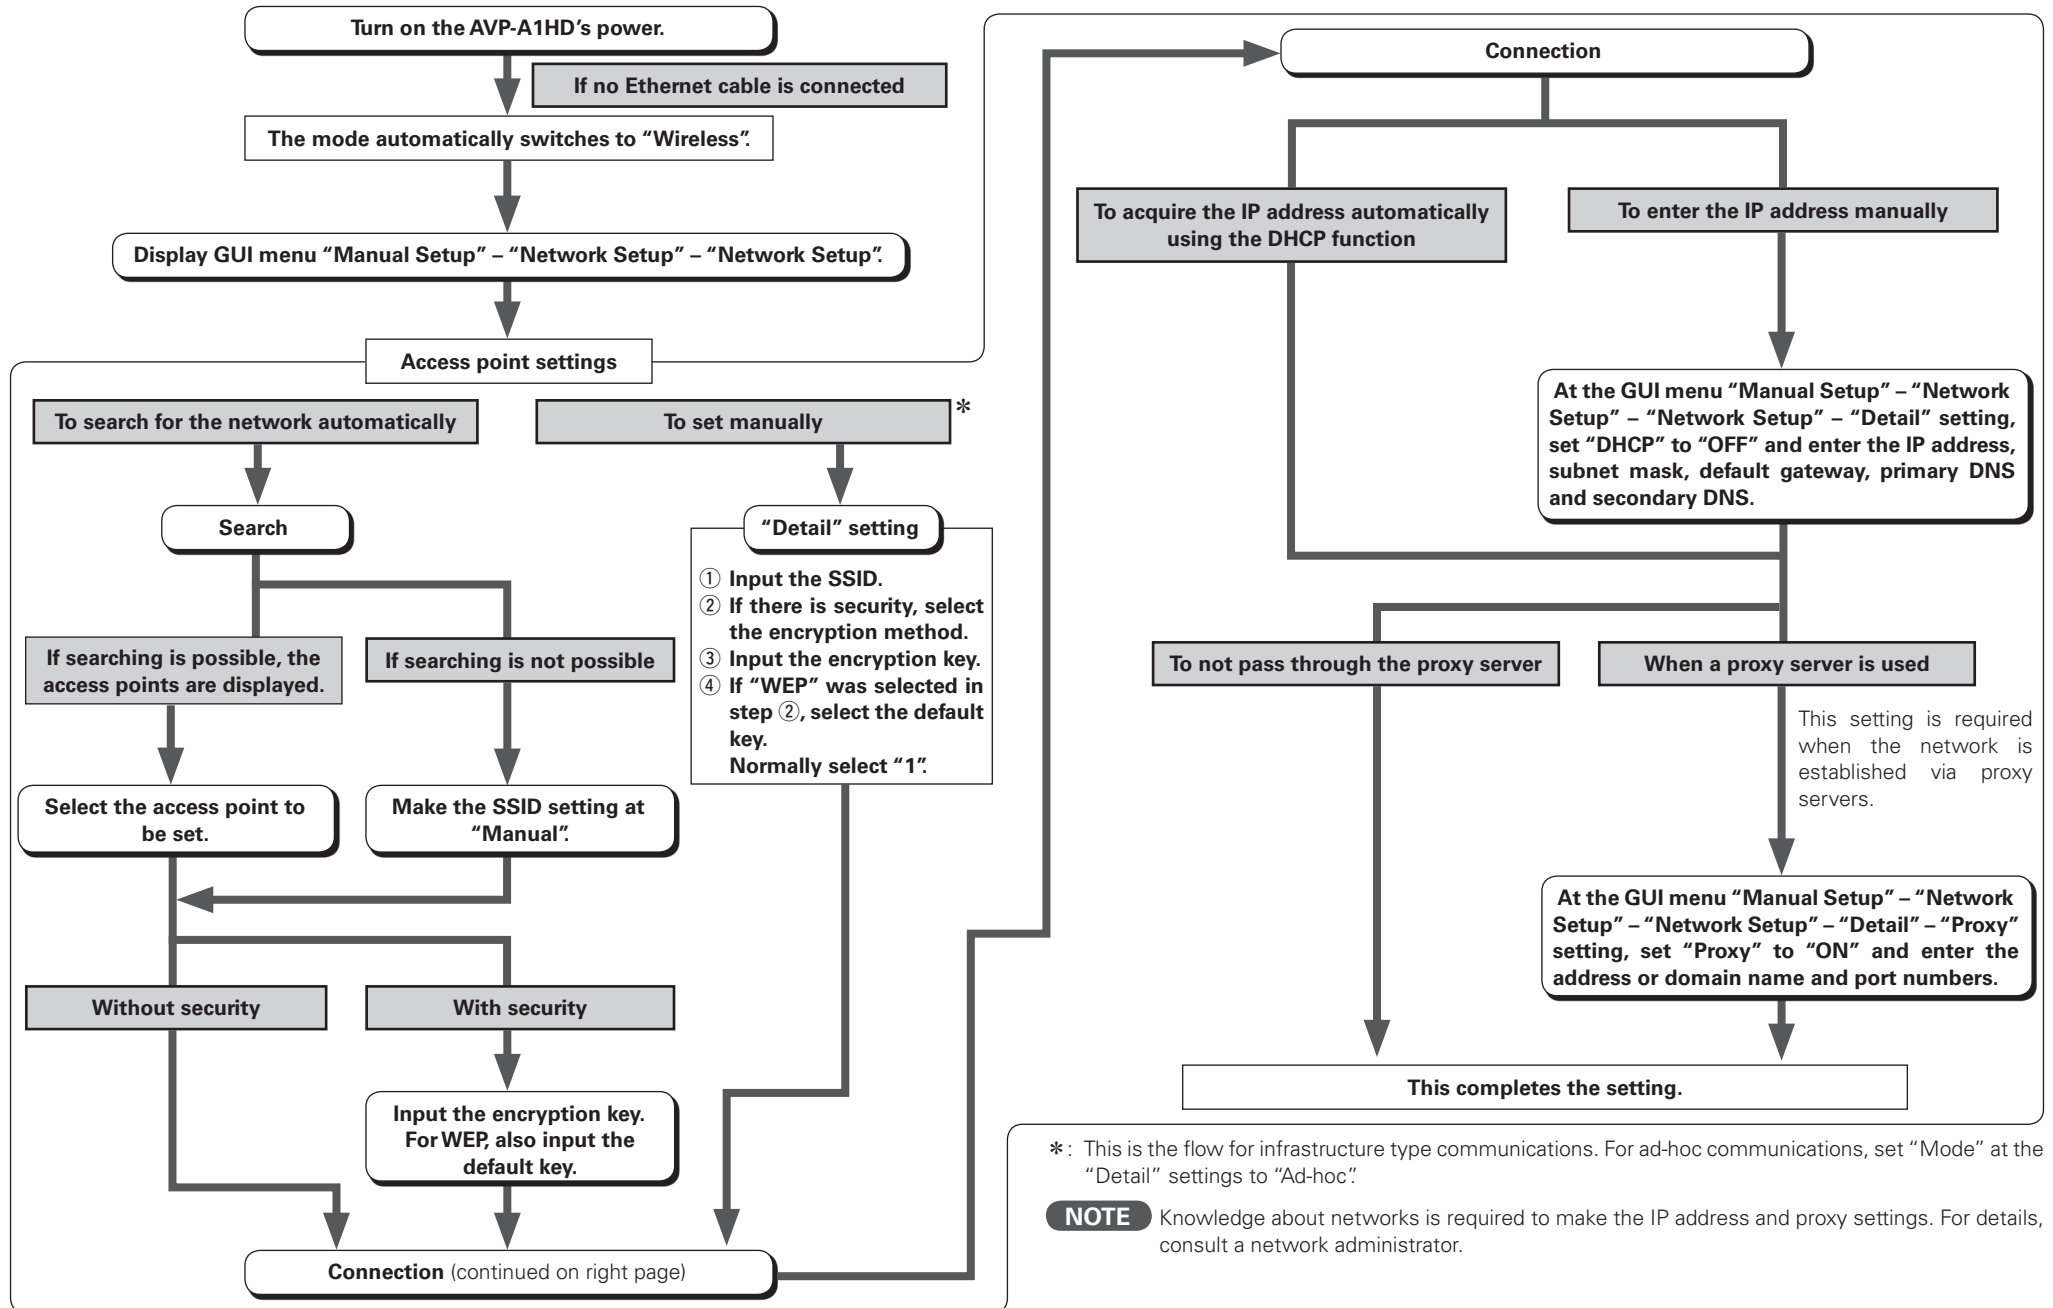 Turn on the AVP-A1HD's power.
If no Ethernet cable is connected
The mode automatically switches to “Wireless”.
Display GUI menu “Manual Setup” – “Network Setup” – “Network Setup”.
Access point settings
To search for the network automatically
To set manually
*
Search
“Detail” setting
① Input the SSID.
② If there is security, select
the encryption method.
③ Input the encryption key.
④ If “WEP” was selected in
step ②, select the default
key.
Normally select “1”.
If searching is possible, the
access points are displayed.
If searching is not possible
Select the access point to
be set.
Make the SSID setting at
“Manual”.
Without security
With security
Input the encryption key.
For WEP, also input the
default key.
Connection (continued on right page)
Connection
To acquire the IP address automatically
using the DHCP function
To enter the IP address manually
At the GUI menu “Manual Setup” – “Network
Setup” – “Network Setup” – “Detail” setting,
set “DHCP” to “OFF” and enter the IP address,
subnet mask, default gateway, primary DNS
and secondary DNS.
To not pass through the proxy server
When a proxy server is used
This setting is required
when the network is
established via proxy
servers.
At the GUI menu “Manual Setup” – “Network
Setup” – “Network Setup” – “Detail” – “Proxy”
setting, set “Proxy” to “ON” and enter the
address or domain name and port numbers.
This completes the setting.
*: This is the flow for infrastructure type communications. For ad-hoc communications, set “Mode” at the
“Detail” settings to “Ad-hoc”.
NOTE Knowledge about networks is required to make the IP address and proxy settings. For details,
consult a network administrator.